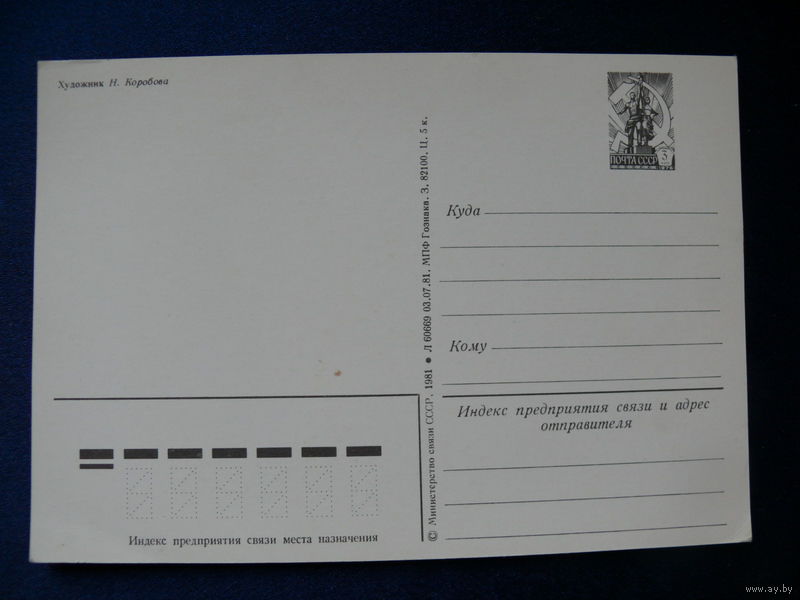 Художник Н. Коробова
© Министерство связи СССР, 1981 ● Л 60669 03.07.81. МПФ Гознака. З. 82100. Ц. 5 к.
ПОЧТА СССР 3
Куда
Кому
Индекс предприятия связи и адрес
отправителя
Индекс предприятия связи места назначения
www.ay.by